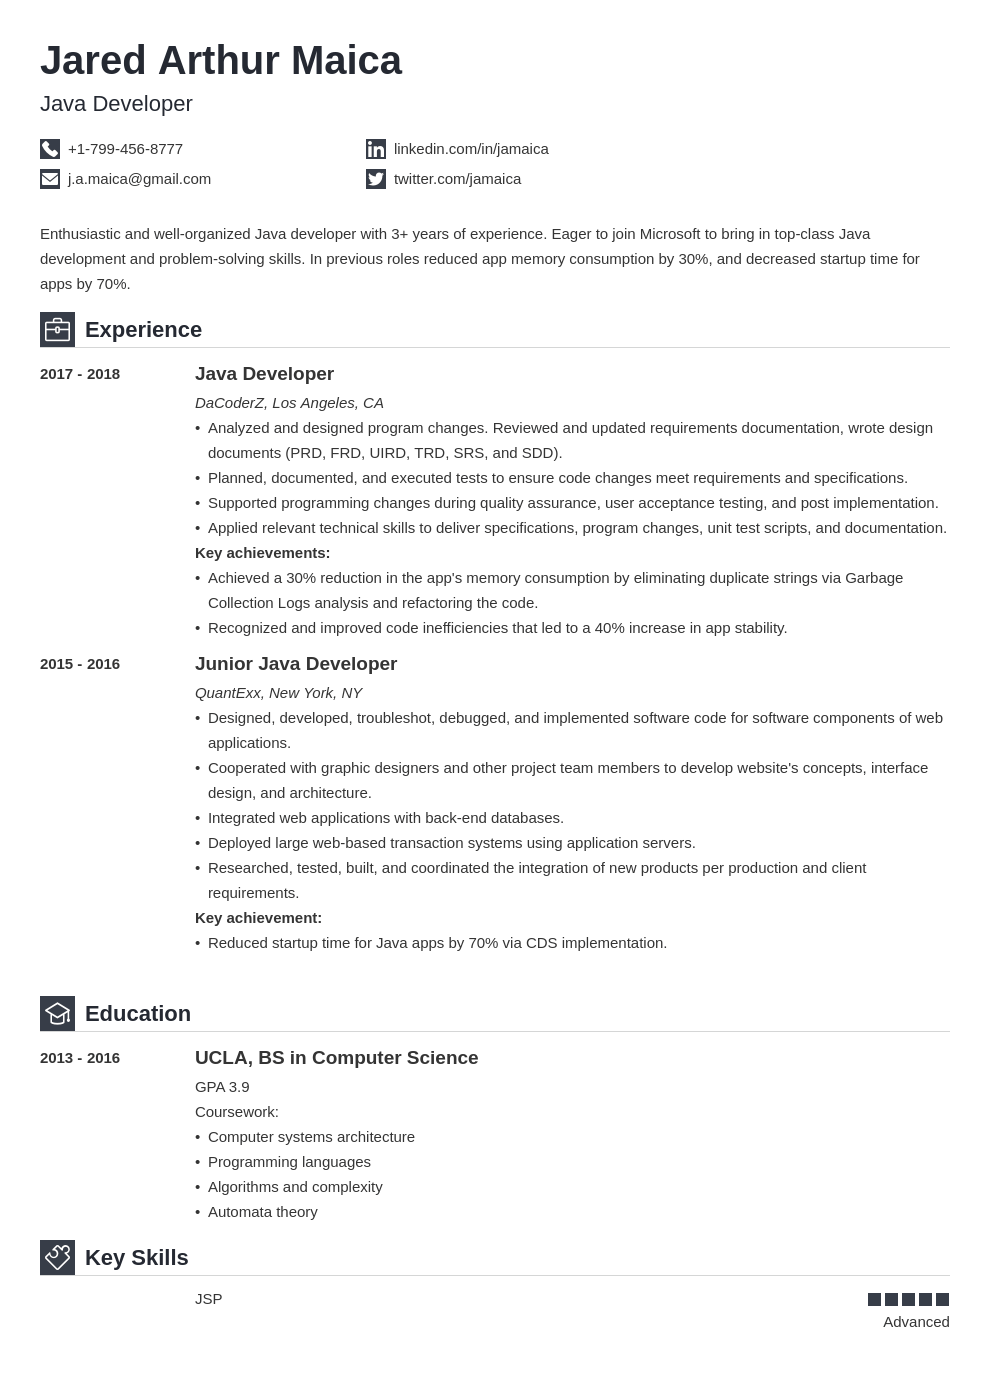 Jared Arthur Maica
Java Developer
+1-799-456-8777
linkedin.com/in/jamaica
j.a.maica@gmail.com
twitter.com/jamaica
Enthusiastic and well-organized Java developer with 3+ years of experience. Eager to join Microsoft to bring in top-class Java
development and problem-solving skills. In previous roles reduced app memory consumption by 30%, and decreased startup time for
apps by 70%.
Experience
2017 - 2018
Java Developer
DaCoderZ, Los Angeles, CA
• Analyzed and designed program changes. Reviewed and updated requirements documentation, wrote design
documents (PRD, FRD, UIRD, TRD, SRS, and SDD).
• Planned, documented, and executed tests to ensure code changes meet requirements and specifications.
• Supported programming changes during quality assurance, user acceptance testing, and post implementation.
• Applied relevant technical skills to deliver specifications, program changes, unit test scripts, and documentation.
Key achievements:
• Achieved a 30% reduction in the app's memory consumption by eliminating duplicate strings via Garbage
Collection Logs analysis and refactoring the code.
• Recognized and improved code inefficiencies that led to a 40% increase in app stability.
2015 - 2016
Junior Java Developer
QuantExx, New York, NY
• Designed, developed, troubleshot, debugged, and implemented software code for software components of web
applications.
• Cooperated with graphic designers and other project team members to develop website's concepts, interface
design, and architecture.
• Integrated web applications with back-end databases.
• Deployed large web-based transaction systems using application servers.
• Researched, tested, built, and coordinated the integration of new products per production and client
requirements.
Key achievement:
• Reduced startup time for Java apps by 70% via CDS implementation.
Education
2013 - 2016
UCLA, BS in Computer Science
GPA 3.9
Coursework:
• Computer systems architecture
• Programming languages
• Algorithms and complexity
• Automata theory
Key Skills
JSP
Advanced